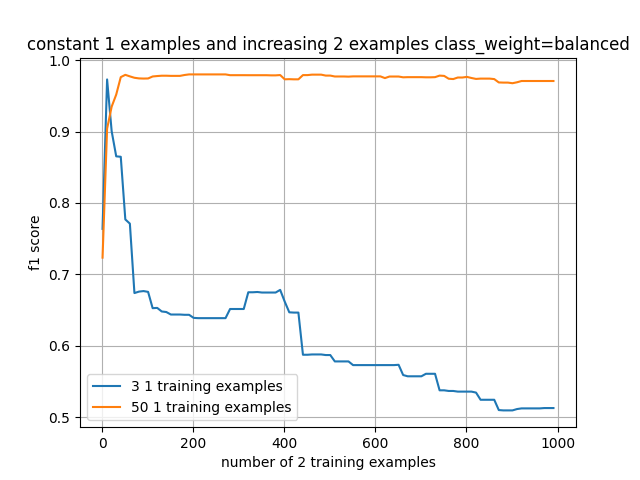 constant 1 examples and increasing 2 examples class_weight=balanced
1.0
0.9
0.8
0.7
0.6
0.5
f1 score
3 1 training examples
50 1 training examples
0 200 400 600 800 1000
number of 2 training examples